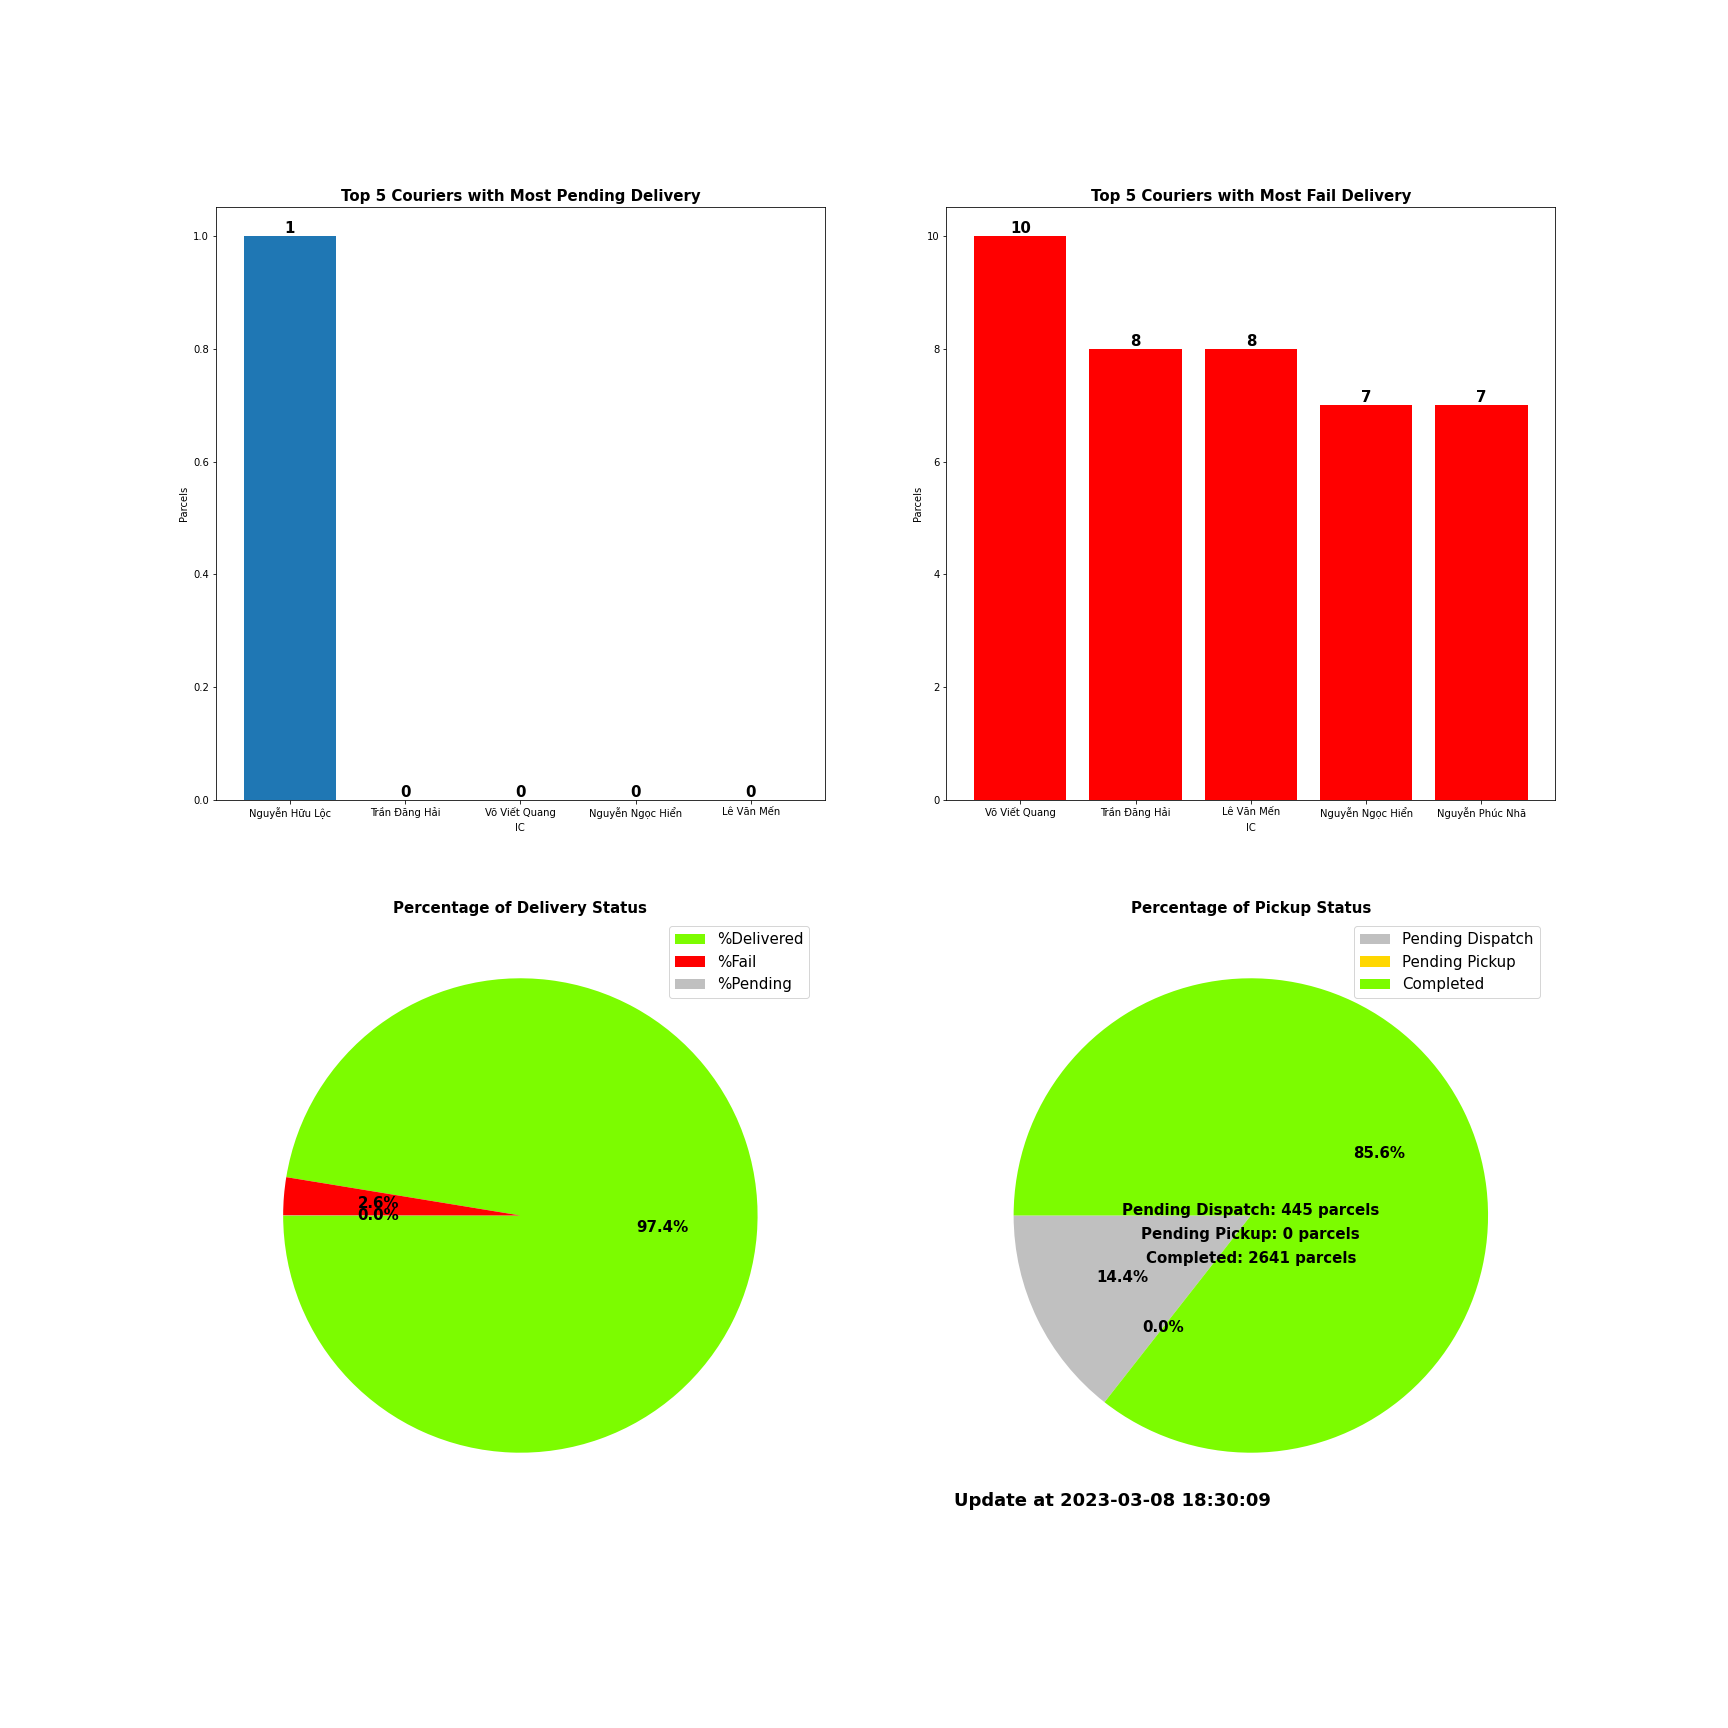 Top 5 Couriers with Most Pending Delivery
1
1.0
0.8
0.6
0.4
0.2
0.0
Parcels
0
0
0
0
Nguyễn Hữu Lộc
Trần Đăng Hải
Võ Viết Quang
Nguyễn Ngọc Hiển
Lê Văn Mến
IC
Top 5 Couriers with Most Fail Delivery
10
8
8
7
7
10
8
6
4
2
0
Parcels
Võ Viết Quang
Trần Đăng Hải
Lê Văn Mến
Nguyễn Ngọc Hiển
Nguyễn Phúc Nhã
IC
Percentage of Delivery Status
%Delivered
%Fail
%Pending
2.6%
0.0%
97.4%
Percentage of Pickup Status
Pending Dispatch
Pending Pickup
Completed
85.6%
Pending Dispatch: 445 parcels
Pending Pickup: 0 parcels
Completed: 2641 parcels
14.4%
0.0%
Update at 2023-03-08 18:30:09